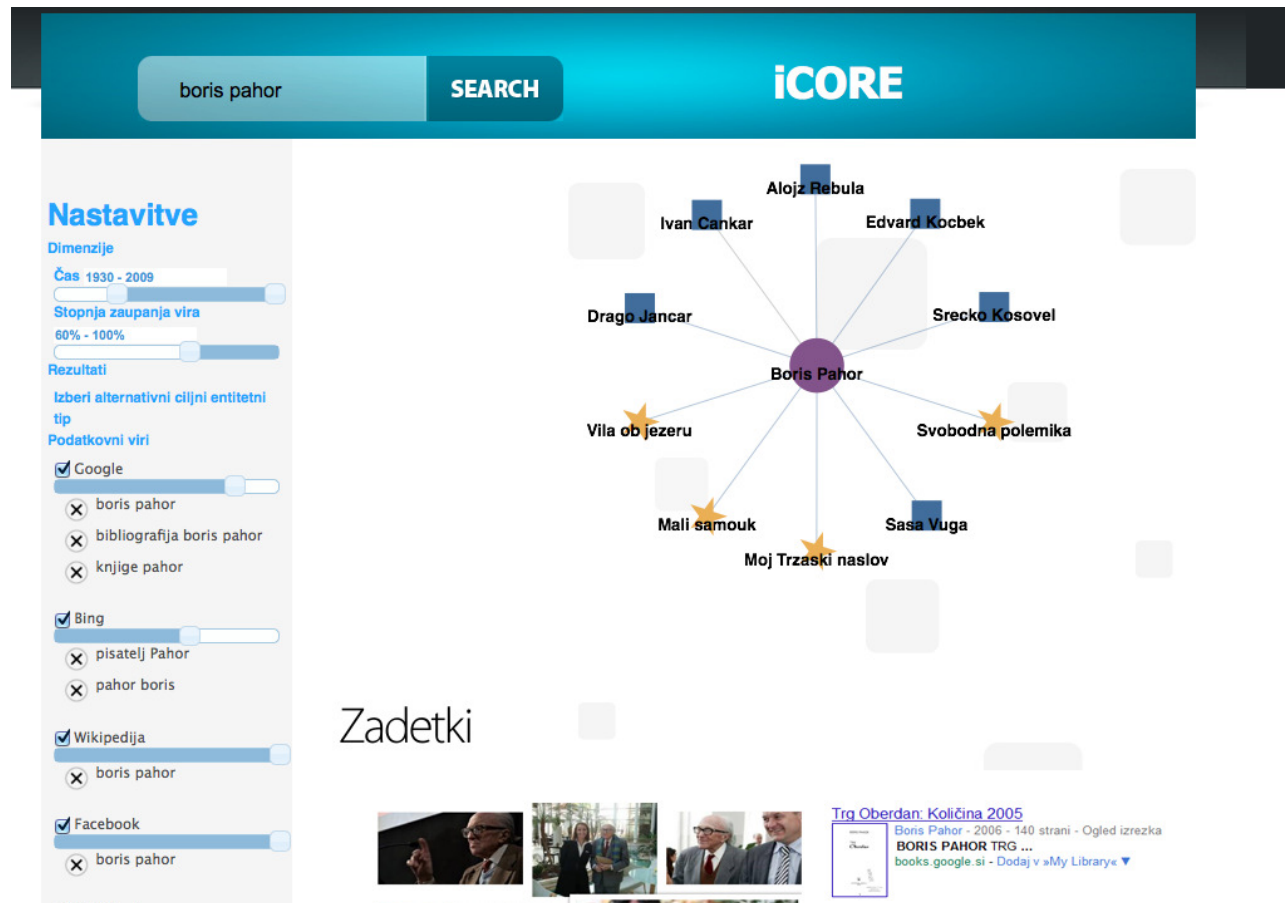 boris pahor
SEARCH
iCORE
Nastavitve
Dimenzije
Čas 1930 - 2009
Stopnja zaupanja vira
60% - 100%
Rezultati
Izberi alternativni ciljni entitetni
tip
Podatkovni viri
Google
boris pahor
bibliografija boris pahor
knjige pahor
Bing
pisatelj Pahor
pahor boris
Wikipedija
boris pahor
Facebook
boris pahor
Alojz Rebula
Ivan Cankar
Edvard Kocbek
Drago Jancar
Srecko Kosovel
Boris Pahor
Vila ob jezeru
Svobodna polemika
Mali samouk
Sasa Vuga
Moj Trzaski naslov
Zadetki
Trg Oberdan: Količina 2005
Boris Pahor - 2006 - 140 strani - Ogled izrezka
BORIS PAHOR TRG ...
books.google.si - Dodaj v »My Library« ▼